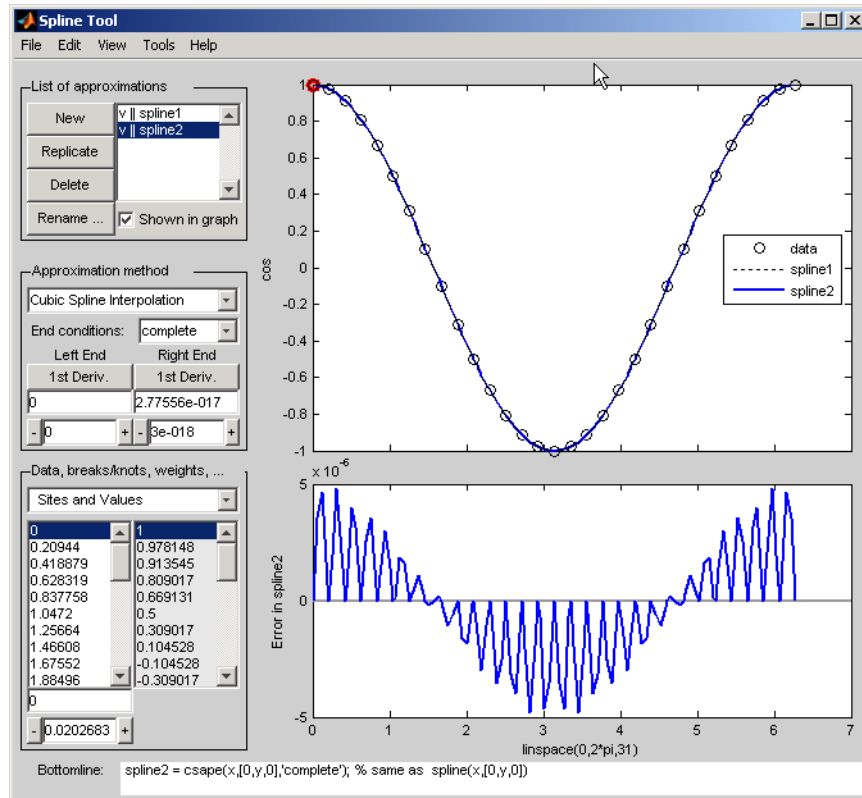 Spline Tool
File Edit View Tools Help
List of approximations
New
Replicate
Delete
Rename ...
v || spline1
v || spline2
Shown in graph
Approximation method
Cubic Spline Interpolation
End conditions: complete
Left End Right End
1st Deriv. 1st Deriv.
0 2.77556e-017
- 0 + - 3e-018 +
Data, breaks/knots, weights, ...
Sites and Values
0 1
0.20944 0.978148
0.418879 0.913545
0.628319 0.809017
0.837758 0.669131
1.0472 0.5
1.25664 0.309017
1.46608 0.104528
1.67552 -0.104528
1.88496 -0.309017
0
- 0.0202683 +
cos
1
0.8
0.6
0.4
0.2
0
-0.2
-0.4
-0.6
-0.8
-1
data
spline1
spline2
x 10^-6
Error in spline2
5
0
-5
0 1 2 3 4 5 6 7
linspace(0,2*pi,31)
Bottomline: spline2 = csape(x,[0,y,0],'complete'); % same as spline(x,[0,y,0])